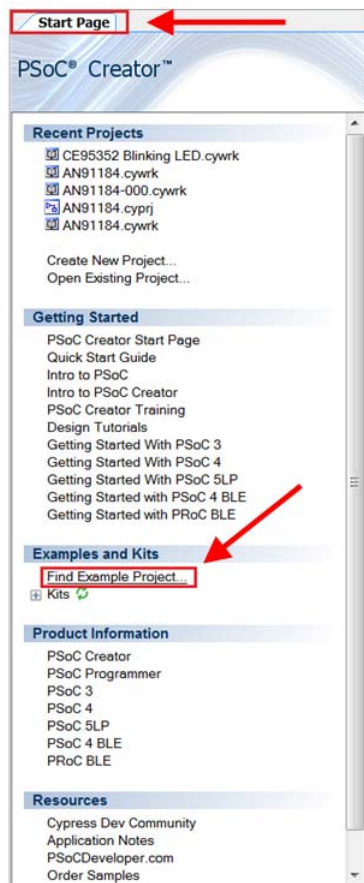 Start Page
PSoC® Creator™
Recent Projects
CE95352 Blinking LED.cywrk
AN91184.cywrk
AN91184-000.cywrk
AN91184.cyprj
AN91184.cywrk
Create New Project...
Open Existing Project...
Getting Started
PSoC Creator Start Page
Quick Start Guide
Intro to PSoC
Intro to PSoC Creator
PSoC Creator Training
Design Tutorials
Getting Started With PSoC 3
Getting Started With PSoC 4
Getting Started With PSoC 5LP
Getting Started with PSoC 4 BLE
Getting Started with PRoC BLE
Examples and Kits
Find Example Project...
Kits
Product Information
PSoC Creator
PSoC Programmer
PSoC 3
PSoC 4
PSoC 5LP
PSoC 4 BLE
PRoC BLE
Resources
Cypress Dev Community
Application Notes
PSoCDeveloper.com
Order Samples